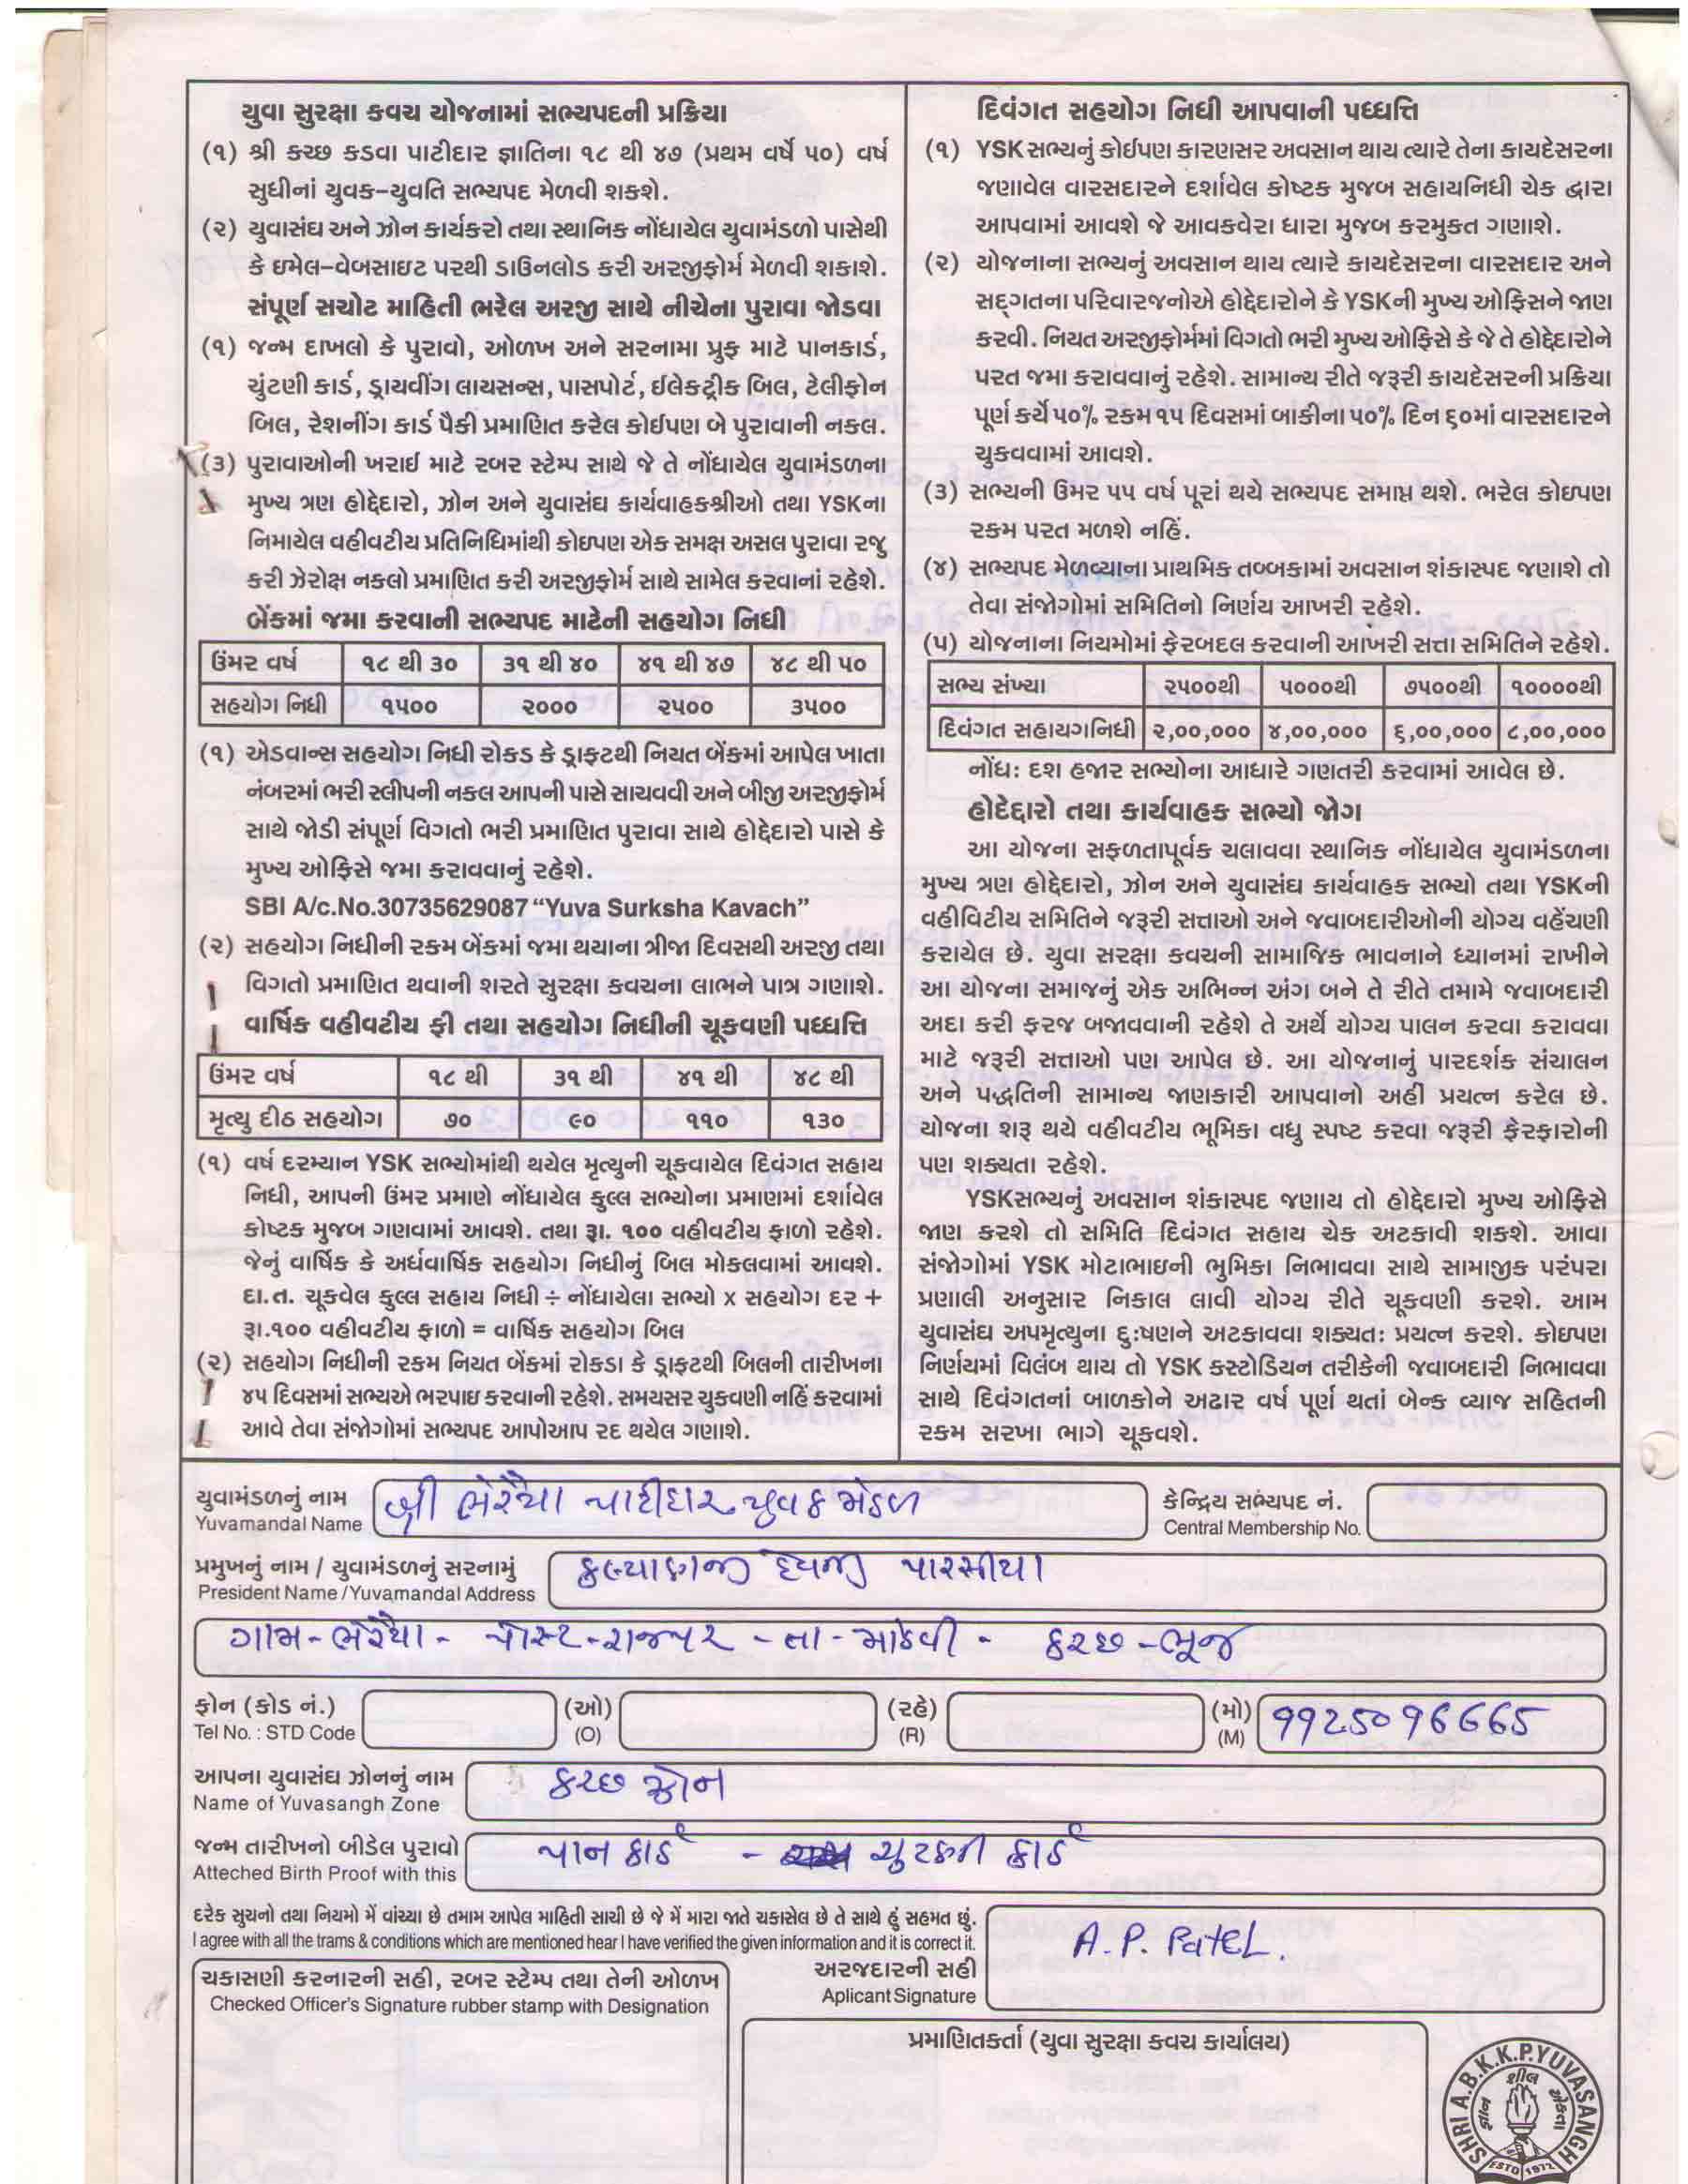 યુવા સુરક્ષા કવચ યોજનામાં સભ્યપદની પ્રક્રિયા
(૧) શ્રી કચ્છ કડવા પાટીદાર જ્ઞાતિના ૧૮ થી ૪૭ (પ્રથમ વર્ષે ૫૦) વર્ષ
સુધીનાં યુવક-યુવતિ સભ્યપદ મેળવી શકશે.
(૨) યુવાસંઘ અને ઝોન કાર્યકરો તથા સ્થાનિક નોંધાયેલ યુવામંડળો પાસેથી
કે ઇમેલ-વેબસાઇટ પરથી ડાઉનલોડ કરી અરજીફોર્મ મેળવી શકાશે.
સંપૂર્ણ સચોટ માહિતી ભરેલ અરજી સાથે નીચેના પુરાવા જોડવા
(૧) જન્મ દાખલો કે પુરાવો, ઓળખ અને સરનામા પ્રુફ માટે પાનકાર્ડ,
ચુંટણી કાર્ડ, ડ્રાયવીંગ લાયસન્સ, પાસપોર્ટ, ઈલેકટ્રીક બિલ, ટેલીફોન
બિલ, રેશનીંગ કાર્ડ પૈકી પ્રમાણિત કરેલ કોઈપણ બે પુરાવાની નકલ.
(૩) પુરાવાઓની ખરાઇ માટે રબર સ્ટેમ્પ સાથે જે તે નોંધાયેલ યુવામંડળના
મુખ્ય ત્રણ હોદ્દેદારો, ઝોન અને યુવાસંઘ કાર્યવાહકશ્રીઓ તથા YSKના
નિમાયેલ વહીવટીય પ્રતિનિધિમાંથી કોઇપણ એક સમક્ષ અસલ પુરાવા રજુ
કરી ઝેરોક્ષ નકલો પ્રમાણિત કરી અરજીફોર્મ સાથે સામેલ કરવાનાં રહેશે.
બેંકમાં જમા કરવાની સભ્યપદ માટેની સહયોગ નિધી
ઉંમર વર્ષ ૧૮ થી ૩૦ ૩૧ થી ૪૦ ૪૧ થી ૪૭ ૪૮ થી ૫૦
સહયોગ નિધી ૧૫૦૦ ૨૦૦૦ ૨૫૦૦ ૩૫૦૦
(૧) એડવાન્સ સહયોગ નિધી રોકડ કે ડ્રાફ્ટથી નિયત બેંકમાં આપેલ ખાતા
નંબરમાં ભરી સ્લીપની નકલ આપની પાસે સાચવવી અને બીજી અરજીફોર્મ
સાથે જોડી સંપૂર્ણ વિગતો ભરી પ્રમાણિત પુરાવા સાથે હોદ્દેદારો પાસે કે
મુખ્ય ઓફિસે જમા કરાવવાનું રહેશે.
SBI A/c.No.30735629087 “Yuva Surksha Kavach”
(૨) સહયોગ નિધીની રકમ બેંકમાં જમા થયાના ત્રીજા દિવસથી અરજી તથા
વિગતો પ્રમાણિત થવાની શરતે સુરક્ષા કવચના લાભને પાત્ર ગણાશે.
વાર્ષિક વહીવટીય ફી તથા સહયોગ નિધીની ચૂકવણી પધ્ધત્તિ
ઉંમર વર્ષ ૧૮ થી ૩૧ થી ૪૧ થી ૪૮ થી
મૃત્યુ દીઠ સહયોગ ૭૦ ૯૦ ૧૧૦ ૧૩૦
(૧) વર્ષ દરમ્યાન YSK સભ્યોમાંથી થયેલ મૃત્યુની ચૂકવાયેલ દિવંગત સહાય
નિધી, આપની ઉંમર પ્રમાણે નોંધાયેલ કુલ્લ સભ્યોના પ્રમાણમાં દર્શાવેલ
કોષ્ટક મુજબ ગણવામાં આવશે. તથા રૂા. ૧૦૦ વહીવટીય ફાળો રહેશે.
જેનું વાર્ષિક કે અર્ધવાર્ષિક સહયોગ નિધીનું બિલ મોકલવામાં આવશે.
દા.ત. ચૂકવેલ કુલ્લ સહાય નિધી ÷ નોંધાયેલા સભ્યો x સહયોગ દર +
રૂા.૧૦૦ વહીવટીય ફાળો = વાર્ષિક સહયોગ બિલ
(૨) સહયોગ નિધીની રકમ નિયત બેંકમાં રોકડા કે ડ્રાફ્ટથી બિલની તારીખના
૪૫ દિવસમાં સભ્યએ ભરપાઇ કરવાની રહેશે. સમયસર ચુકવણી નહિં કરવામાં
આવે તેવા સંજોગોમાં સભ્યપદ આપોઆપ રદ થયેલ ગણાશે.
દિવંગત સહયોગ નિધી આપવાની પધ્ધત્તિ
(૧) YSKસભ્યનું કોઈપણ કારણસર અવસાન થાય ત્યારે તેના કાયદેસરના
જણાવેલ વારસદારને દર્શાવેલ કોષ્ટક મુજબ સહાયનિધી ચેક દ્વારા
આપવામાં આવશે જે આવકવેરા ધારા મુજબ કરમુકત ગણાશે.
(૨) યોજનાના સભ્યનું અવસાન થાય ત્યારે કાયદેસરના વારસદાર અને
સદ્ગતના પરિવારજનોએ હોદ્દેદારોને કે YSKની મુખ્ય ઓફિસને જાણ
કરવી. નિયત અરજીફોર્મમાં વિગતો ભરી મુખ્ય ઓફિસે કે જે તે હોદ્દેદારોને
પરત જમા કરાવવાનું રહેશે. સામાન્ય રીતે જરૂરી કાયદેસરની પ્રક્રિયા
પૂર્ણ કર્યે ૫૦% રકમ ૧૫ દિવસમાં બાકીના ૫૦% દિન ૬૦માં વારસદારને
ચુકવવામાં આવશે.
(૩) સભ્યની ઉંમર ૫૫ વર્ષ પૂરાં થયે સભ્યપદ સમાપ્ત થશે. ભરેલ કોઇપણ
રકમ પરત મળશે નહિં.
(૪) સભ્યપદ મેળવ્યાના પ્રાથમિક તબ્બકામાં અવસાન શંકાસ્પદ જણાશે તો
તેવા સંજોગોમાં સમિતિનો નિર્ણય આખરી રહેશે.
(૫) યોજનાના નિયમોમાં ફેરબદલ કરવાની આખરી સત્તા સમિતિને રહેશે.
સભ્ય સંખ્યા ૨૫૦૦થી ૫૦૦૦થી ૭૫૦૦થી ૧૦૦૦૦થી
દિવંગત સહાયગનિધી ૨,૦૦,૦૦૦ ૪,૦૦,૦૦૦ ૬,૦૦,૦૦૦ ૮,૦૦,૦૦૦
નોંધઃ દશ હજાર સભ્યોના આધારે ગણતરી કરવામાં આવેલ છે.
હોદેદ્દારો તથા કાર્યવાહક સભ્યો જોગ
આ યોજના સફળતાપૂર્વક ચલાવવા સ્થાનિક નોંધાયેલ યુવામંડળના
મુખ્ય ત્રણ હોદ્દેદારો, ઝોન અને યુવાસંઘ કાર્યવાહક સભ્યો તથા YSKની
વહીવિટીય સમિતિને જરૂરી સત્તાઓ અને જવાબદારીઓની યોગ્ય વહેંચણી
કરાયેલ છે. યુવા સરક્ષા કવચની સામાજિક ભાવનાને ધ્યાનમાં રાખીને
આ યોજના સમાજનું એક અભિન્ન અંગ બને તે રીતે તમામે જવાબદારી
અદા કરી ફરજ બજાવવાની રહેશે તે અર્થે યોગ્ય પાલન કરવા કરાવવા
માટે જરૂરી સત્તાઓ પણ આપેલ છે. આ યોજનાનું પારદર્શક સંચાલન
અને પદ્ધતિની સામાન્ય જાણકારી આપવાનો અહીં પ્રયત્ન કરેલ છે.
યોજના શરૂ થયે વહીવટીય ભૂમિકા વધુ સ્પષ્ટ કરવા જરૂરી ફેરફારોની
પણ શક્યતા રહેશે.
YSKસભ્યનું અવસાન શંકાસ્પદ જણાય તો હોદ્દેદારો મુખ્ય ઓફિસે
જાણ કરશે તો સમિતિ દિવંગત સહાય ચેક અટકાવી શકશે. આવા
સંજોગોમાં YSK મોટાભાઇની ભુમિકા નિભાવવા સાથે સામાજીક પરંપરા
પ્રણાલી અનુસાર નિકાલ લાવી યોગ્ય રીતે ચૂકવણી કરશે. આમ
યુવાસંઘ અપમૃત્યુના દુઃષણને અટકાવવા શક્યતઃ પ્રયત્ન કરશે. કોઇપણ
નિર્ણયમાં વિલંબ થાય તો YSK કસ્ટોડિયન તરીકેની જવાબદારી નિભાવવા
સાથે દિવંગતનાં બાળકોને અઢાર વર્ષ પૂર્ણ થતાં બેન્ક વ્યાજ સહિતની
રકમ સરખા ભાગે ચૂકવશે.
યુવામંડળનું નામ શ્રી ભેરૈયા પાટીદાર યુવક મંડળ કેન્દ્રિય સભ્યપદ નં.
Yuvamandal Name Central Membership No.
પ્રમુખનું નામ / યુવામંડળનું સરનામું કલ્યાણજી દેવજી પારસીયા
President Name /Yuvamandal Address
ગામ-ભેરૈયા- પોસ્ટ-રાજપર - તા - માંડવી - કચ્છ -ભૂજ
ફોન (કોડ નં.) (ઓ) (રહે) (મો) 9925096665
Tel No. : STD Code (O) (R) (M)
આપના યુવાસંઘ ઝોનનું નામ કચ્છ ઝોન
Name of Yuvasangh Zone
જન્મ તારીખનો બીડેલ પુરાવો પાન કાર્ડ - ચુટણી કાર્ડ
Atteched Birth Proof with this
દરેક સુચનો તથા નિયમો મેં વાંચ્યા છે તમામ આપેલ માહિતી સાચી છે જે મેં મારા જાતે ચકાસેલ છે તે સાથે હું સહમત છું.
I agree with all the trams & conditions which are mentioned hear I have verified the given information and it is correct it.
A. P. Patel.
અરજદારની સહી
Aplicant Signature
ચકાસણી કરનારની સહી, રબર સ્ટેમ્પ તથા તેની ઓળખ
Checked Officer's Signature rubber stamp with Designation
પ્રમાણિતકર્તા (યુવા સુરક્ષા કવચ કાર્યાલય)
SHRI A.B.K.K.P.YUVASANGH
જ્ઞાન શીલ એકતા
ESTD 1972